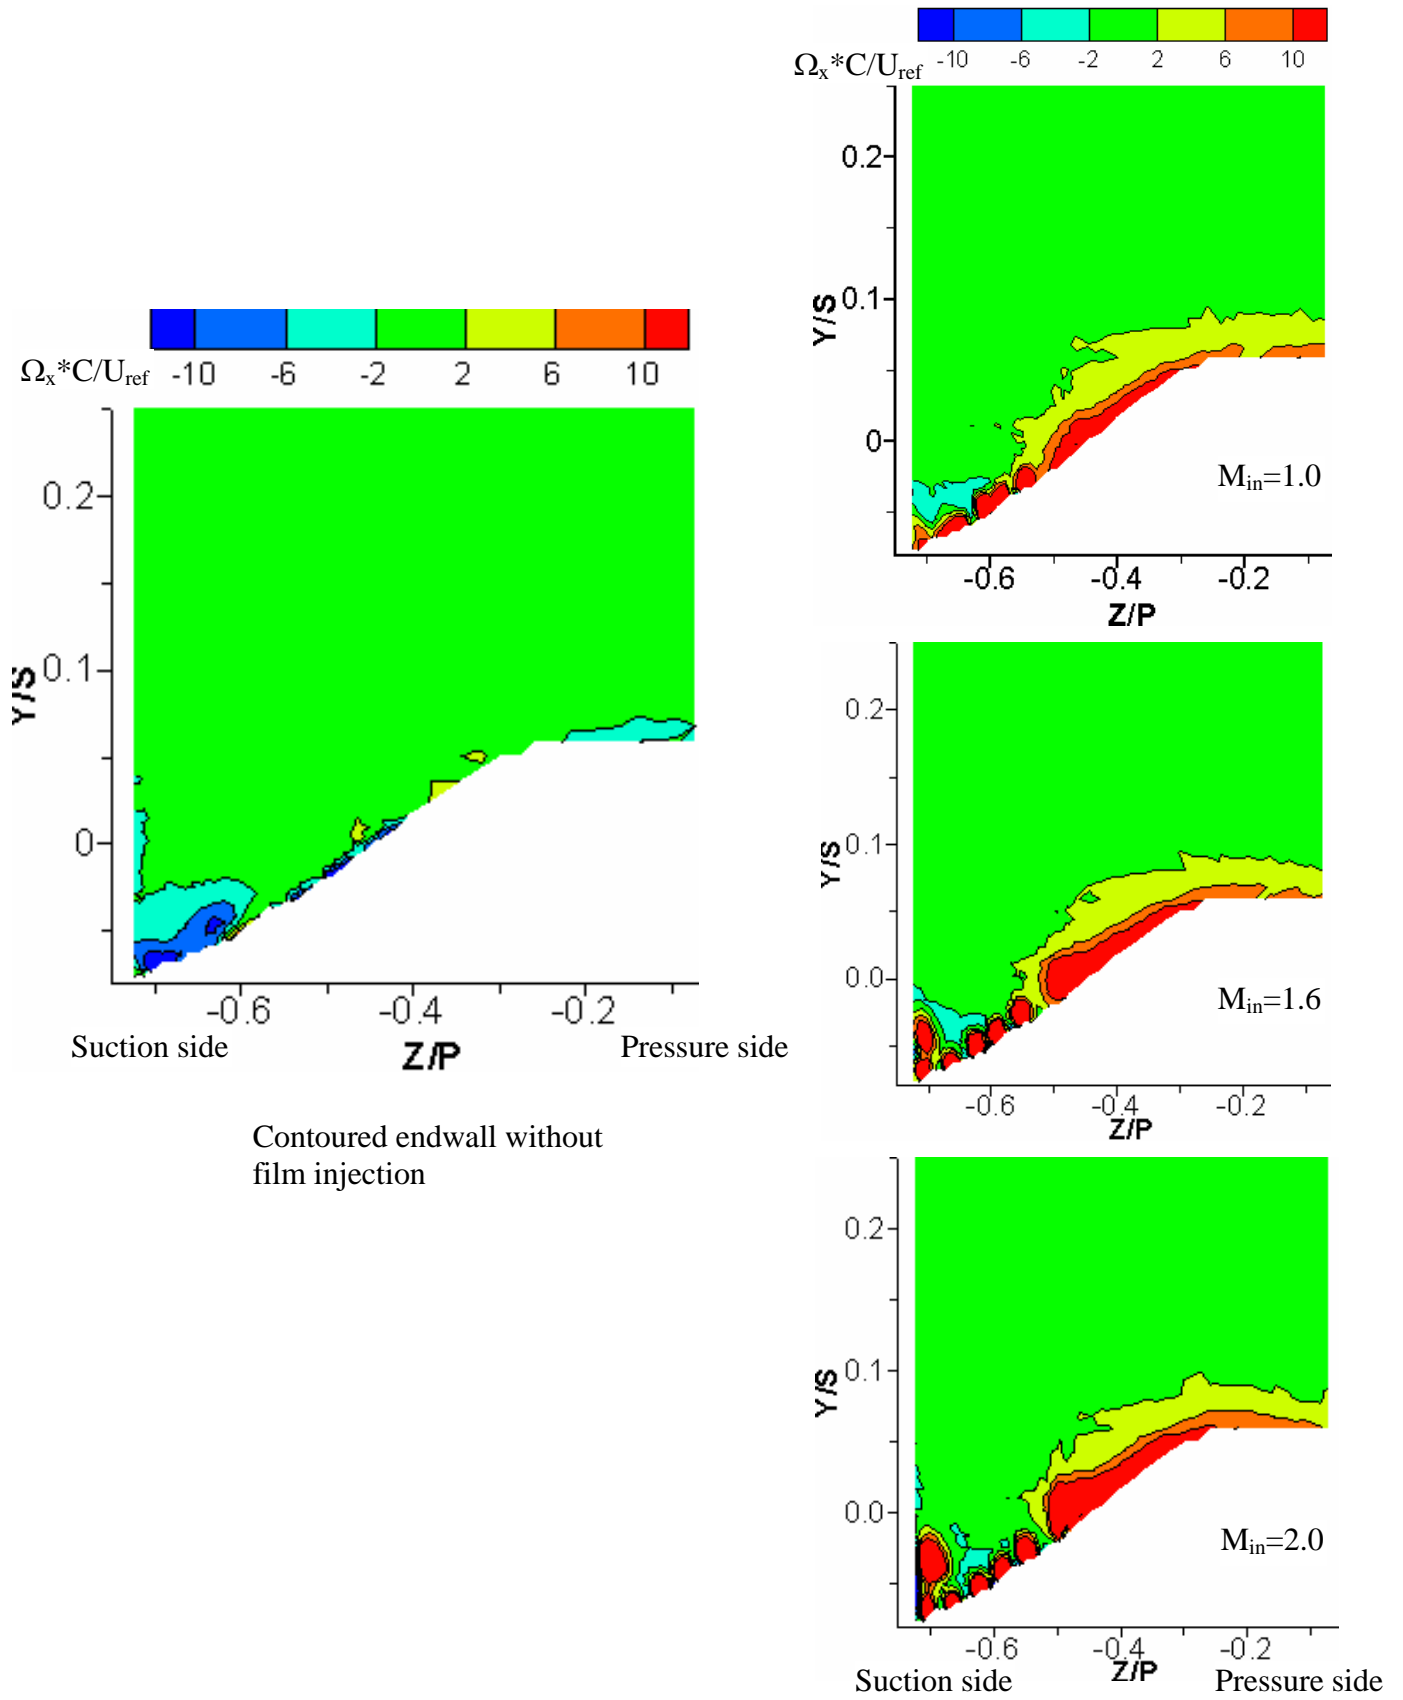 -10 -6 -2 2 6 10
Ωₓ*C/Uref
0.2
0.1
0
Y/S
Min=1.0
-0.6 -0.4 -0.2
Z/P
Ωₓ*C/Uref -10 -6 -2 2 6 10
0.2
0.1
0
Y/S
-0.6 -0.4 -0.2
Suction side Z/P Pressure side
Contoured endwall without
film injection
0.2
0.1
0.0
Y/S
Min=1.6
-0.6 -0.4 -0.2
Z/P
0.2
0.1
0.0
Y/S
Min=2.0
-0.6 -0.4 -0.2
Suction side Z/P Pressure side